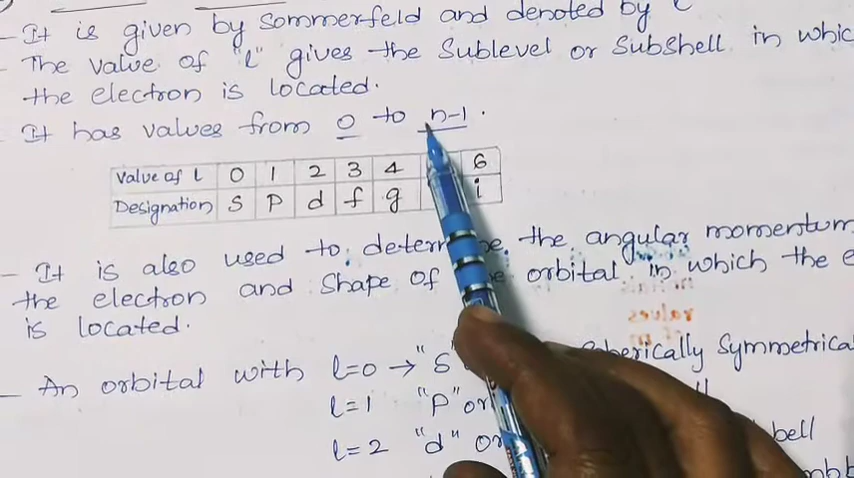 - It is given by Sommerfeld and denoted by l
- The value of "l" gives the Sublevel or Subshell in
the electron is located.
- It has values from 0 to n-1.
Value of l 0 1 2 3 4 6
Designation S P d f g i
- It is also used to the angular momentum
the electron and Shape of orbital in which the
is located.
- An orbital with l=0 → "S" Symmetrical
l=1 "P"
l=2 "d"
values